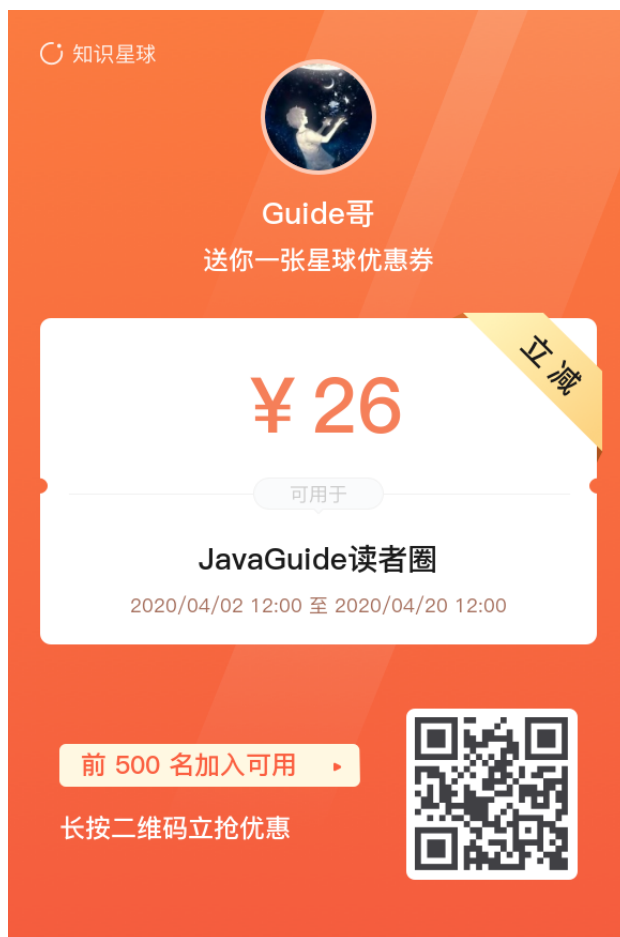 知识星球
Guide哥
送你一张星球优惠券
立减
¥ 26
可用于
JavaGuide读者圈
2020/04/02 12:00 至 2020/04/20 12:00
前 500 名加入可用
长按二维码立抢优惠